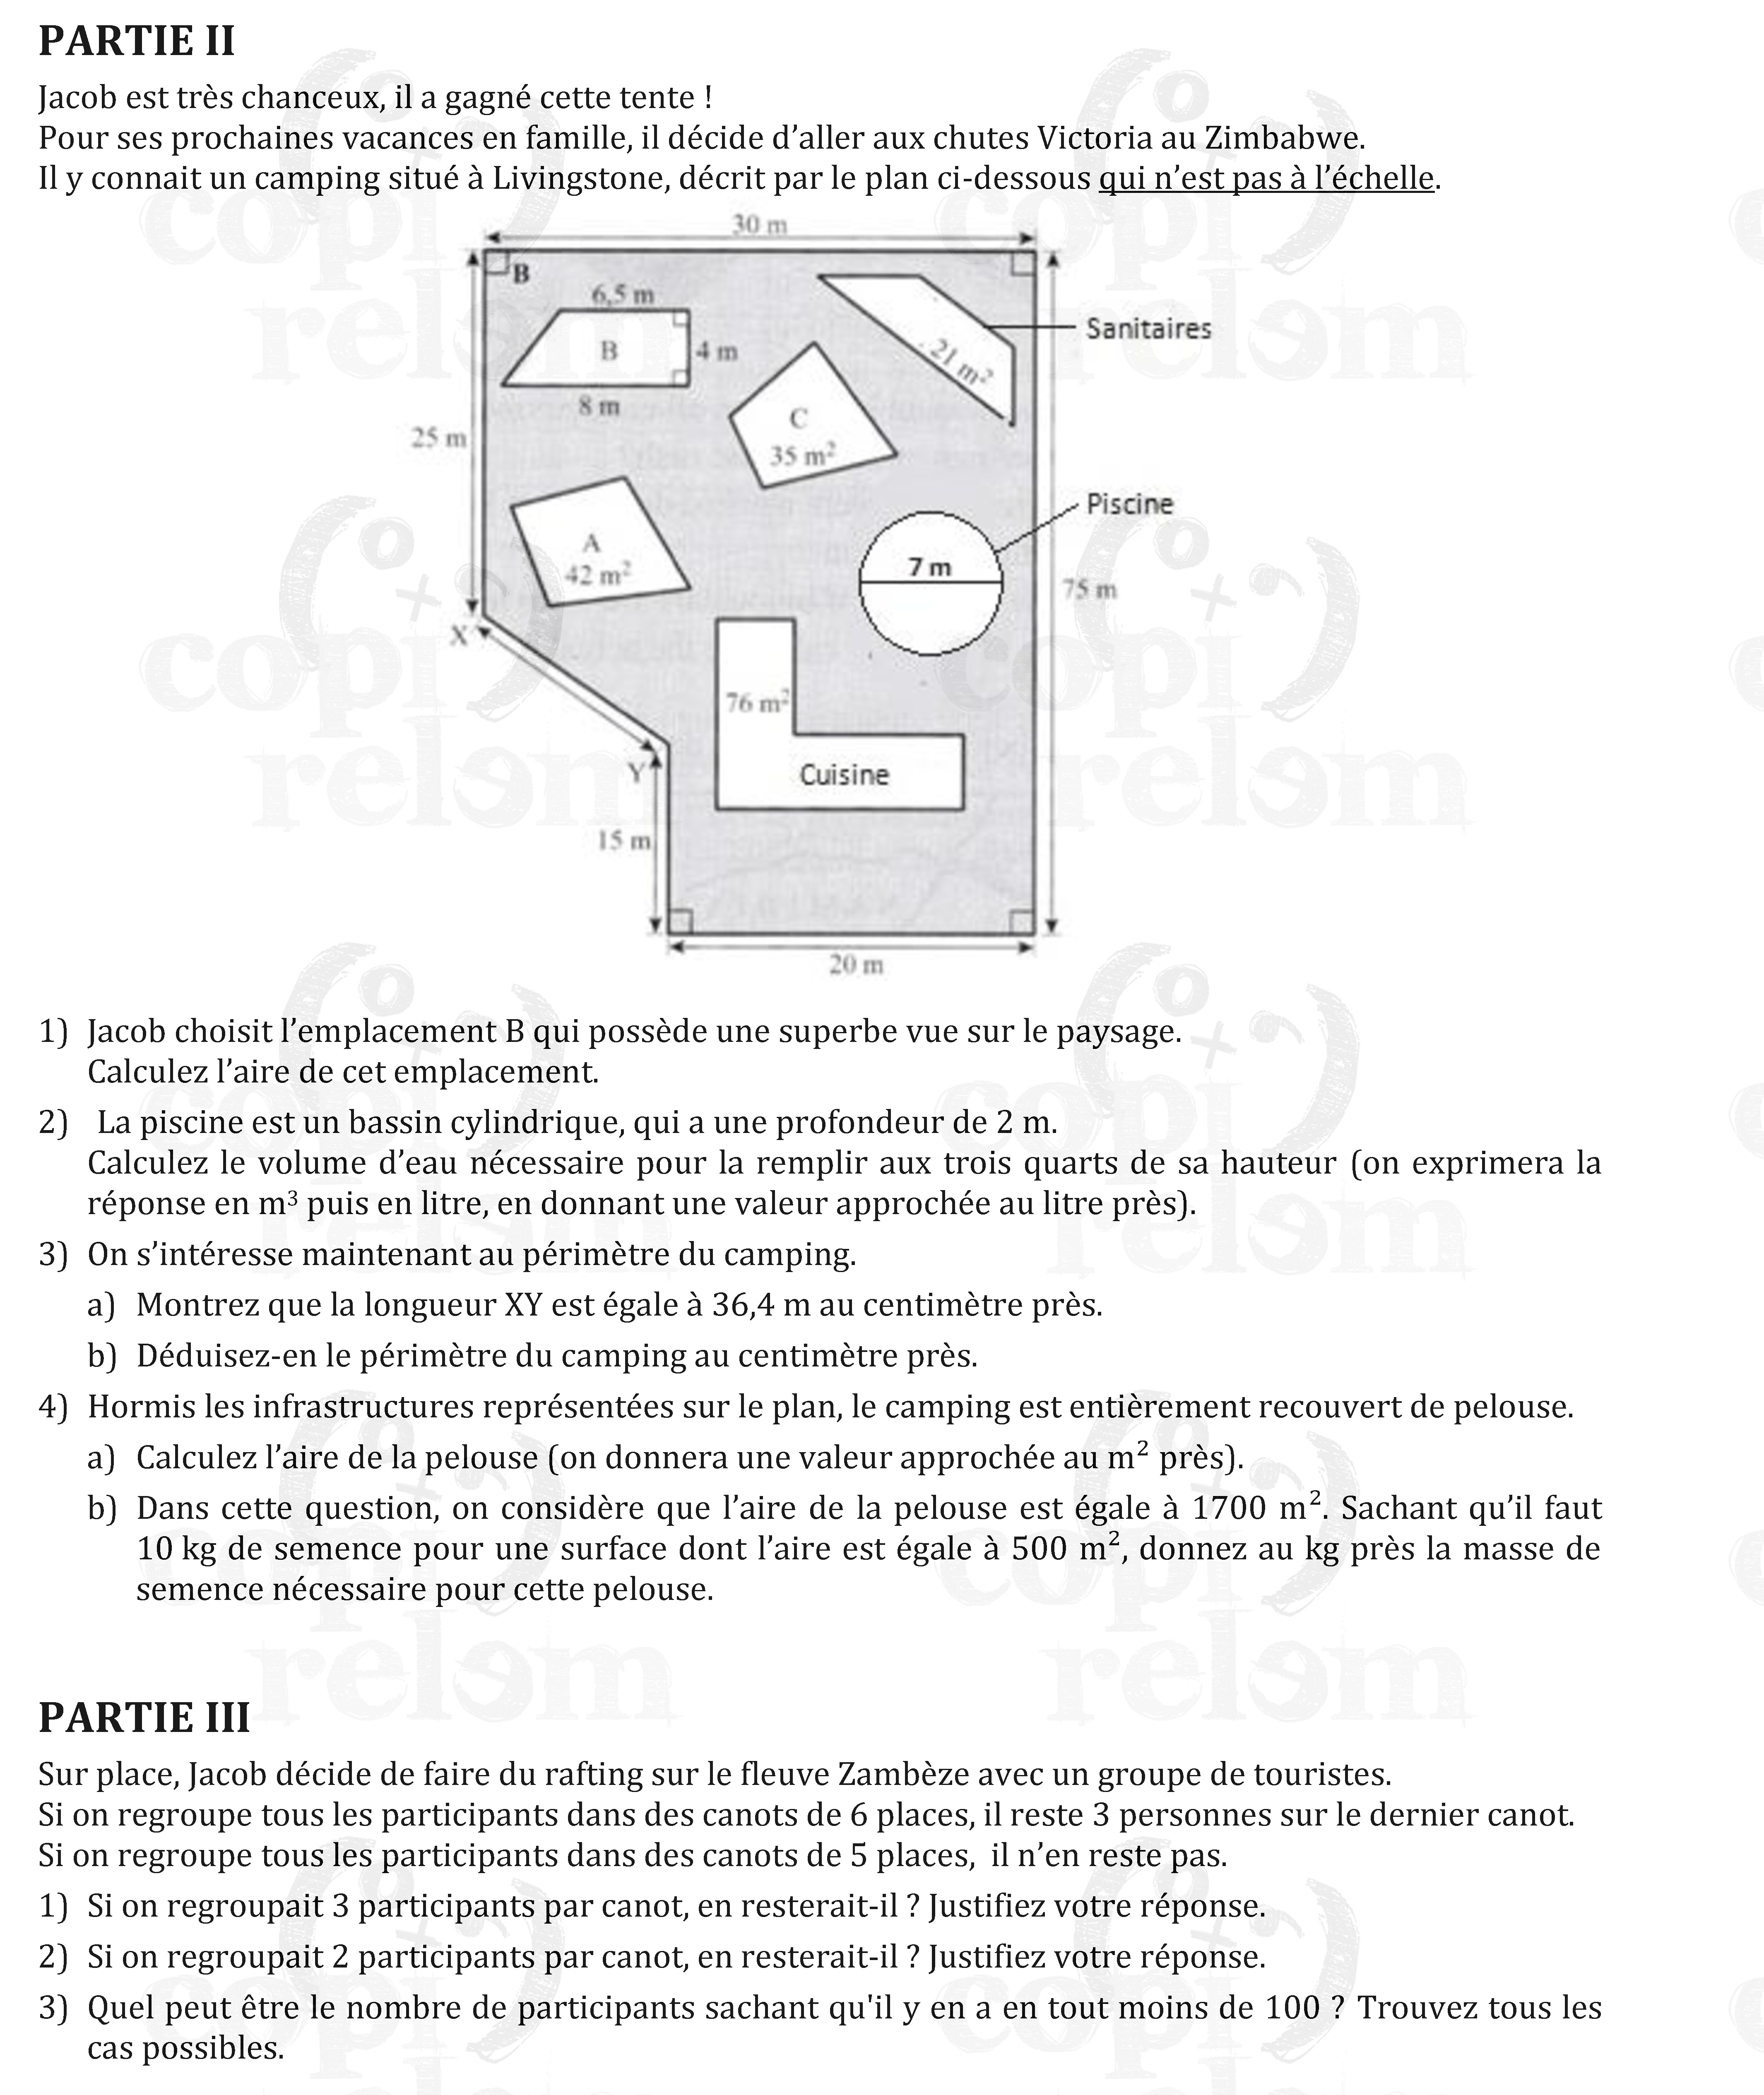 PARTIE II
Jacob est très chanceux, il a gagné cette tente !
Pour ses prochaines vacances en famille, il décide d’aller aux chutes Victoria au Zimbabwe.
Il y connait un camping situé à Livingstone, décrit par le plan ci-dessous qui n’est pas à l’échelle.
30 m
B
6,5 m
B
4 m
8 m
Sanitaires
21 m²
25 m
C
35 m²
Piscine
A
42 m²
7 m
75 m
X
76 m²
Y
Cuisine
15 m
20 m
1) Jacob choisit l’emplacement B qui possède une superbe vue sur le paysage.
Calculez l’aire de cet emplacement.
2) La piscine est un bassin cylindrique, qui a une profondeur de 2 m.
Calculez le volume d’eau nécessaire pour la remplir aux trois quarts de sa hauteur (on exprimera la
réponse en m³ puis en litre, en donnant une valeur approchée au litre près).
3) On s’intéresse maintenant au périmètre du camping.
a) Montrez que la longueur XY est égale à 36,4 m au centimètre près.
b) Déduisez-en le périmètre du camping au centimètre près.
4) Hormis les infrastructures représentées sur le plan, le camping est entièrement recouvert de pelouse.
a) Calculez l’aire de la pelouse (on donnera une valeur approchée au m² près).
b) Dans cette question, on considère que l’aire de la pelouse est égale à 1700 m². Sachant qu’il faut
10 kg de semence pour une surface dont l’aire est égale à 500 m², donnez au kg près la masse de
semence nécessaire pour cette pelouse.
PARTIE III
Sur place, Jacob décide de faire du rafting sur le fleuve Zambèze avec un groupe de touristes.
Si on regroupe tous les participants dans des canots de 6 places, il reste 3 personnes sur le dernier canot.
Si on regroupe tous les participants dans des canots de 5 places, il n’en reste pas.
1) Si on regroupait 3 participants par canot, en resterait-il ? Justifiez votre réponse.
2) Si on regroupait 2 participants par canot, en resterait-il ? Justifiez votre réponse.
3) Quel peut être le nombre de participants sachant qu'il y en a en tout moins de 100 ? Trouvez tous les
cas possibles.